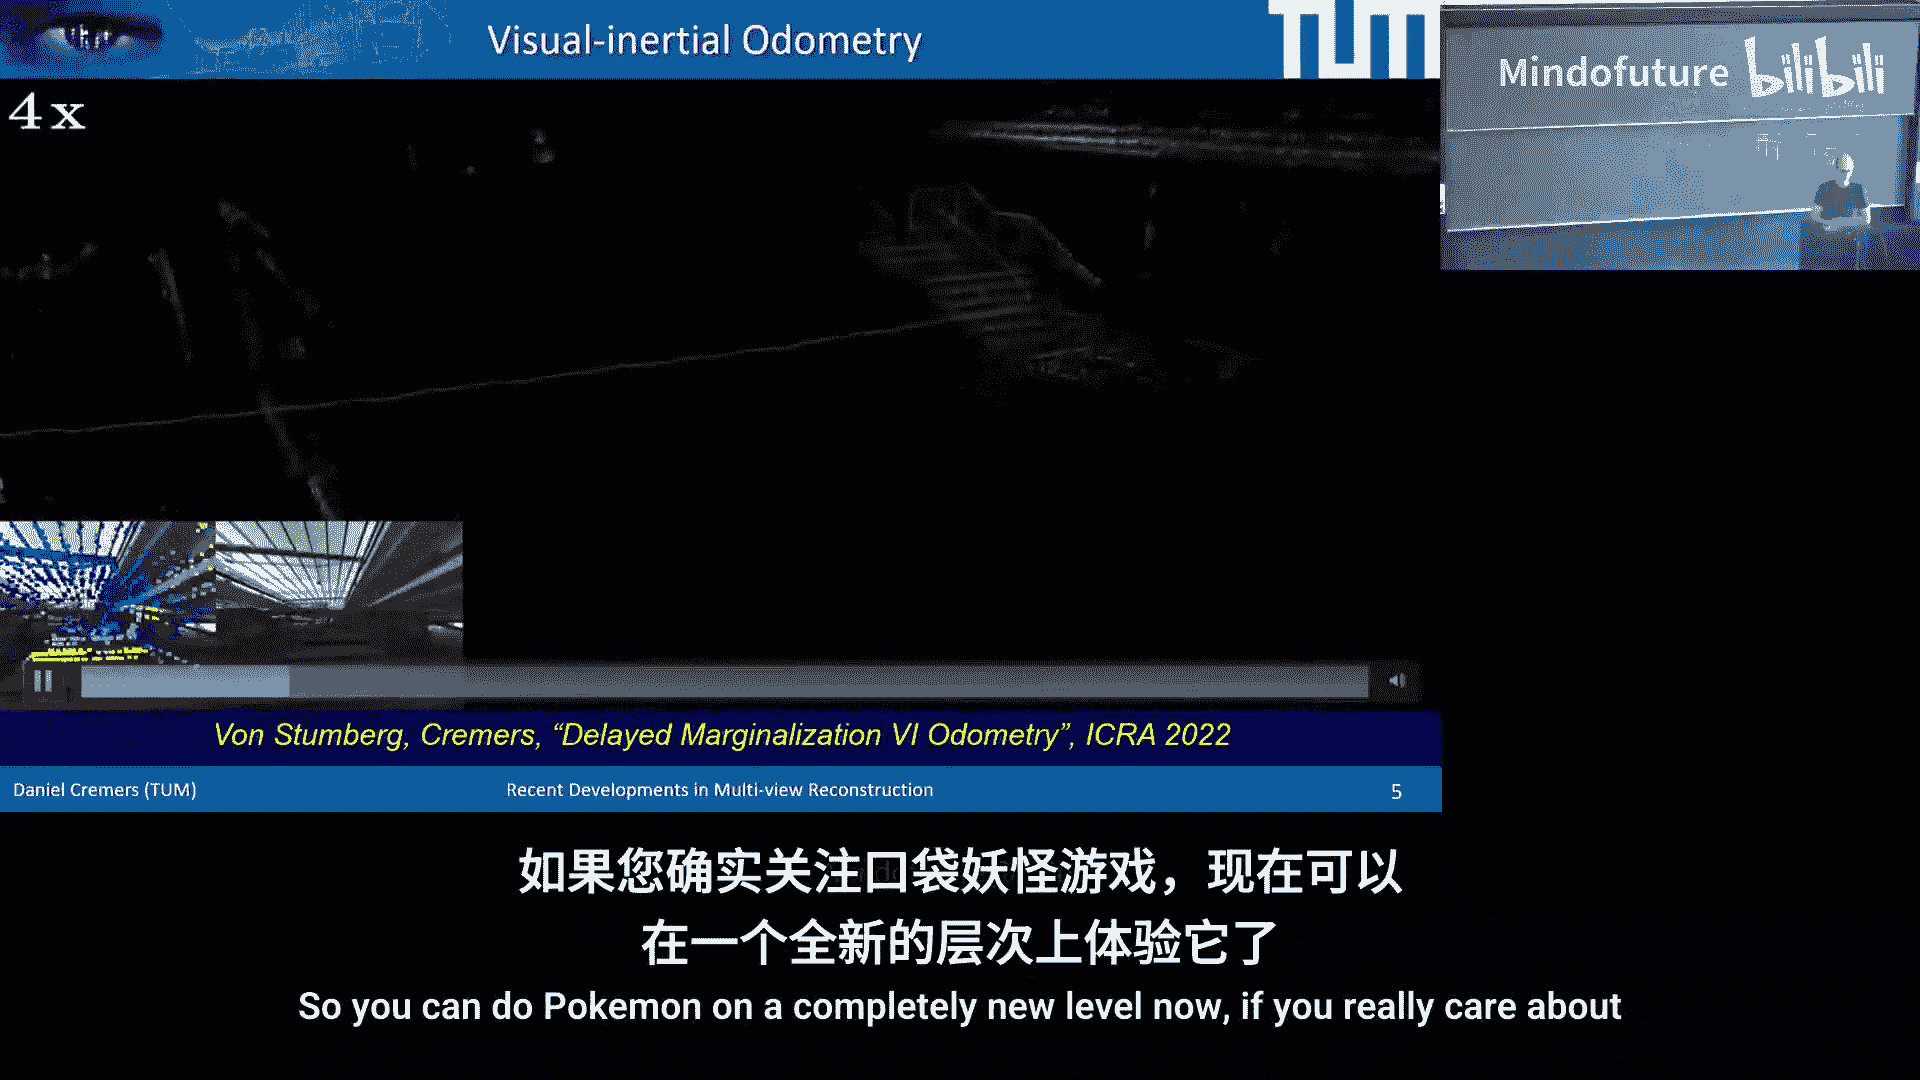 Visual-inertial Odometry
TUM
Mindofuture bilibili
4x
Von Stumberg, Cremers, “Delayed Marginalization VI Odometry”, ICRA 2022
Daniel Cremers (TUM)
Recent Developments in Multi-view Reconstruction
5
如果您确实关注口袋妖怪游戏，现在可以
在一个全新的层次上体验它了
So you can do Pokemon on a completely new level now, if you really care about